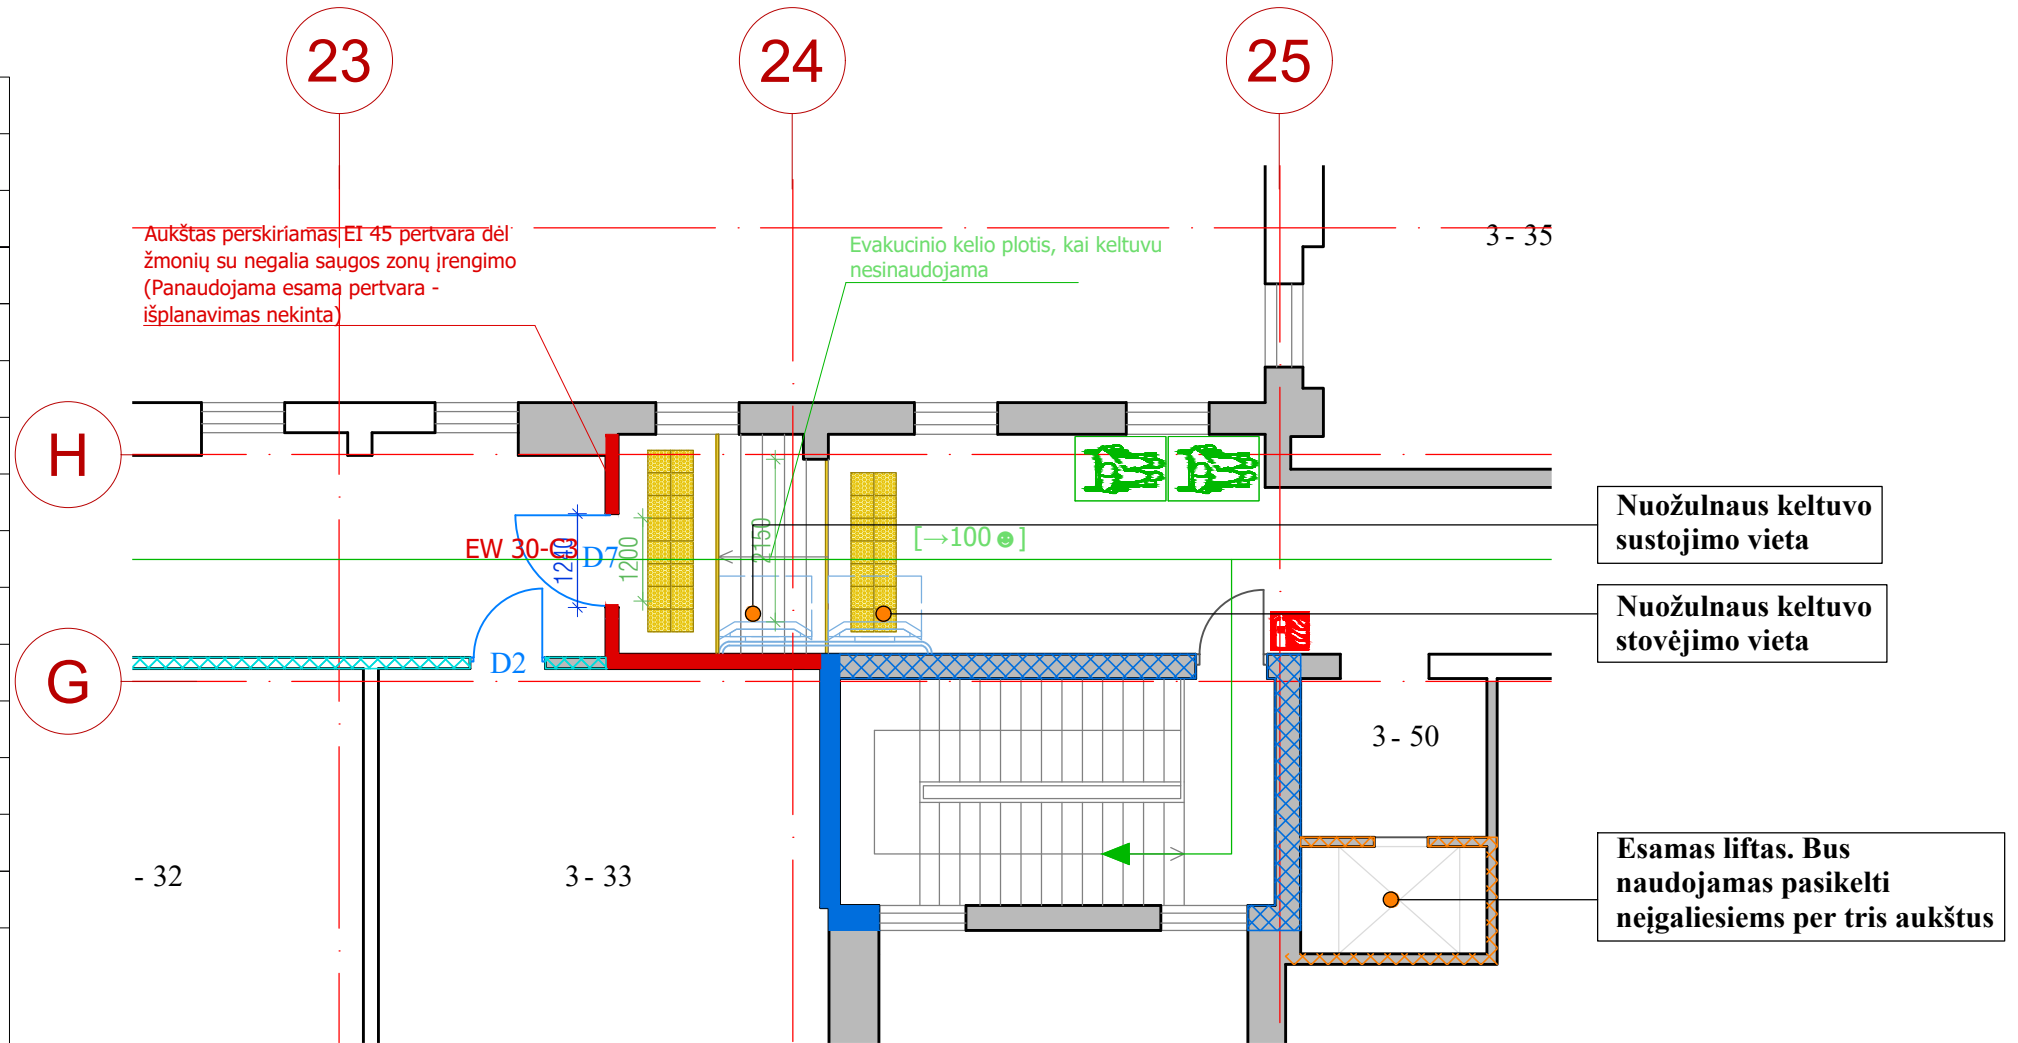 23
24
25
3- 35
Aukštas perskiriamas EI 45 pertvara dėl
žmonių su negalia saugos zonų įrengimo
(Panaudojama esama pertvara -
išplanavimas nekinta)
Evakucinio kelio plotis, kai keltuvu
nesinaudojama
H
Nuožulnaus keltuvo
sustojimo vieta
EW 30-C3
D7
1240
1200
2150
[→100☻]
H
Nuožulnaus keltuvo
stovėjimo vieta
D2
G
3- 50
- 32
3- 33
Esamas liftas. Bus
naudojamas pasikelti
neįgaliesiems per tris aukštus